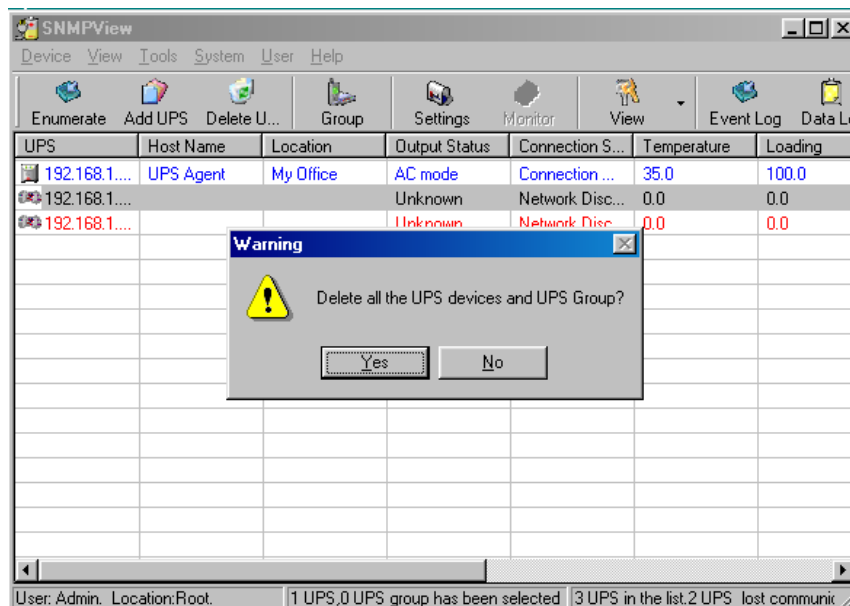 SNMPView
Device View Tools System User Help
Enumerate Add UPS Delete U... Group Settings Monitor View Event Log Data L
UPS Host Name Location Output Status Connection S... Temperature Loading
192.168.1.... UPS Agent My Office AC mode Connection ... 35.0 100.0
192.168.1.... Unknown Network Disc... 0.0 0.0
192.168.1.... Unknown Network Disc... 0.0 0.0
Warning
Delete all the UPS devices and UPS Group?
Yes No
User: Admin. Location:Root. 1 UPS,0 UPS group has been selected 3 UPS in the list.2 UPS lost communic